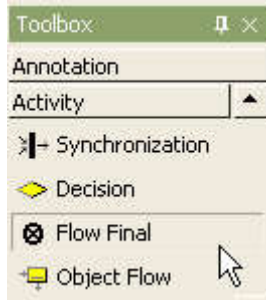 Toolbox
Annotation
Activity
Synchronization
Decision
Flow Final
Object Flow